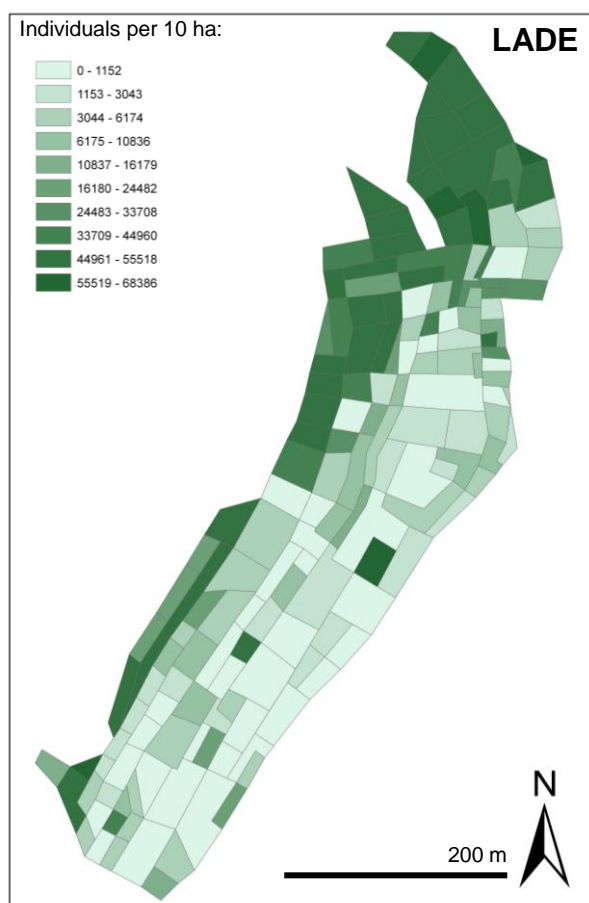 Individuals per 10 ha:
LADE
0 - 1152
1153 - 3043
3044 - 6174
6175 - 10836
10837 - 16179
16180 - 24482
24483 - 33708
33709 - 44960
44961 - 55518
55519 - 68386
N
200 m